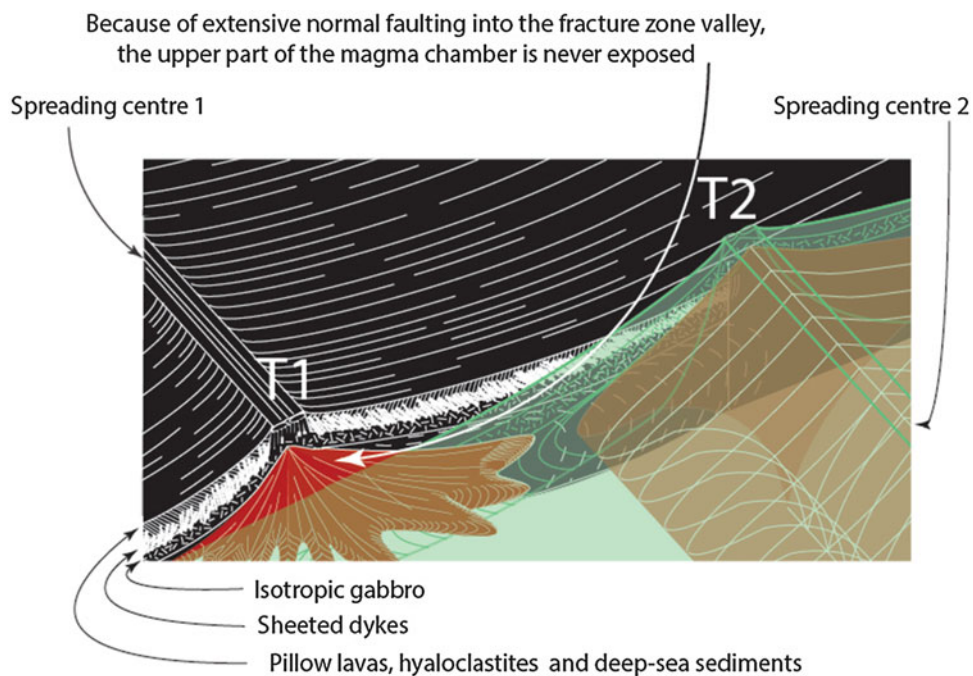 Because of extensive normal faulting into the fracture zone valley,
the upper part of the magma chamber is never exposed
Spreading centre 1
Spreading centre 2
T2
T1
Isotropic gabbro
Sheeted dykes
Pillow lavas, hyaloclastites and deep-sea sediments